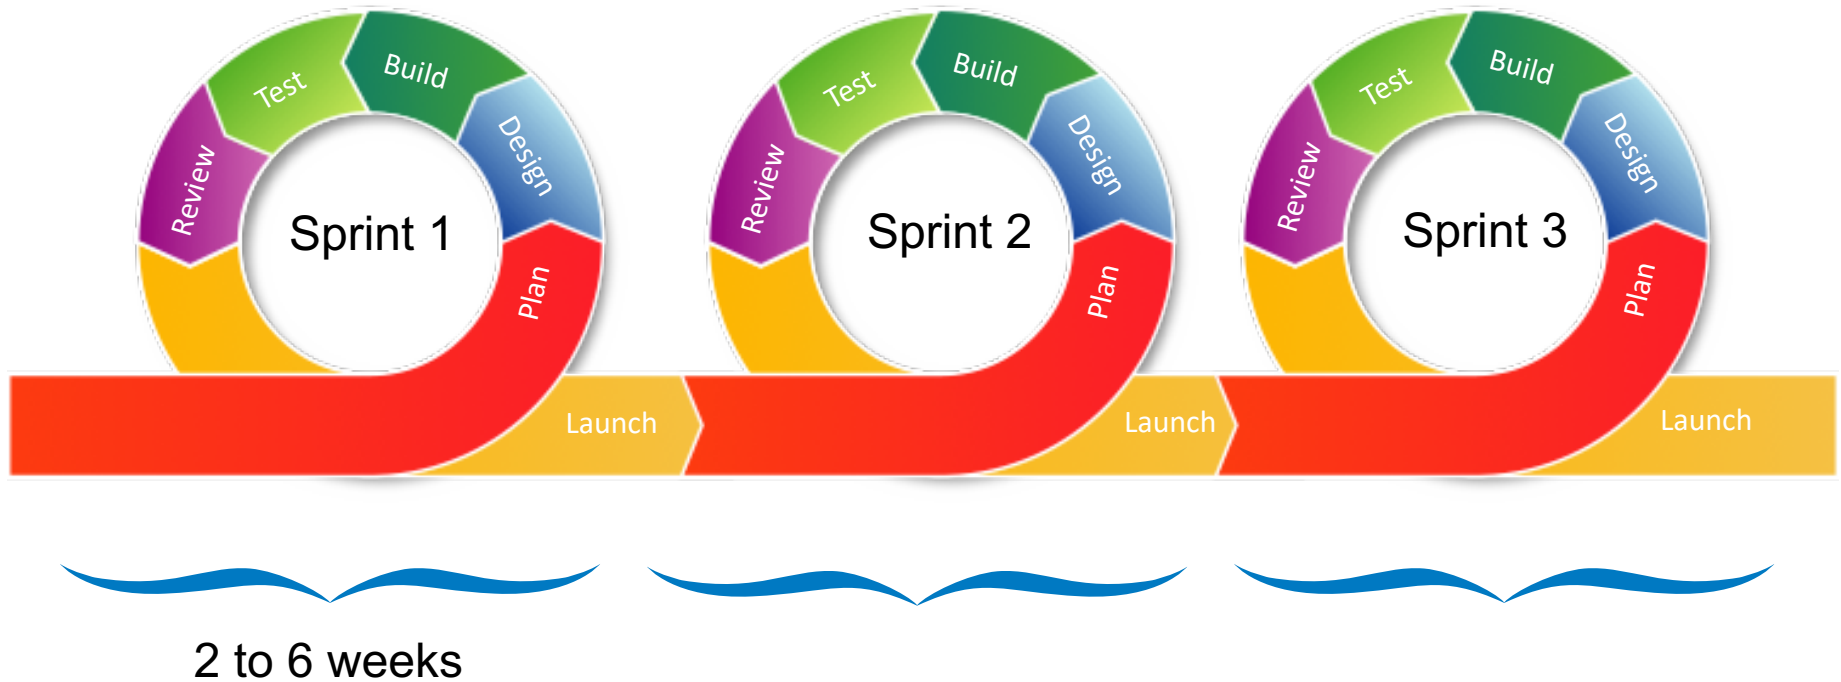 Build
Test
Design
Review
Sprint 1
Plan
Launch
Build
Test
Design
Review
Sprint 2
Plan
Launch
Build
Test
Design
Review
Sprint 3
Plan
Launch
2 to 6 weeks